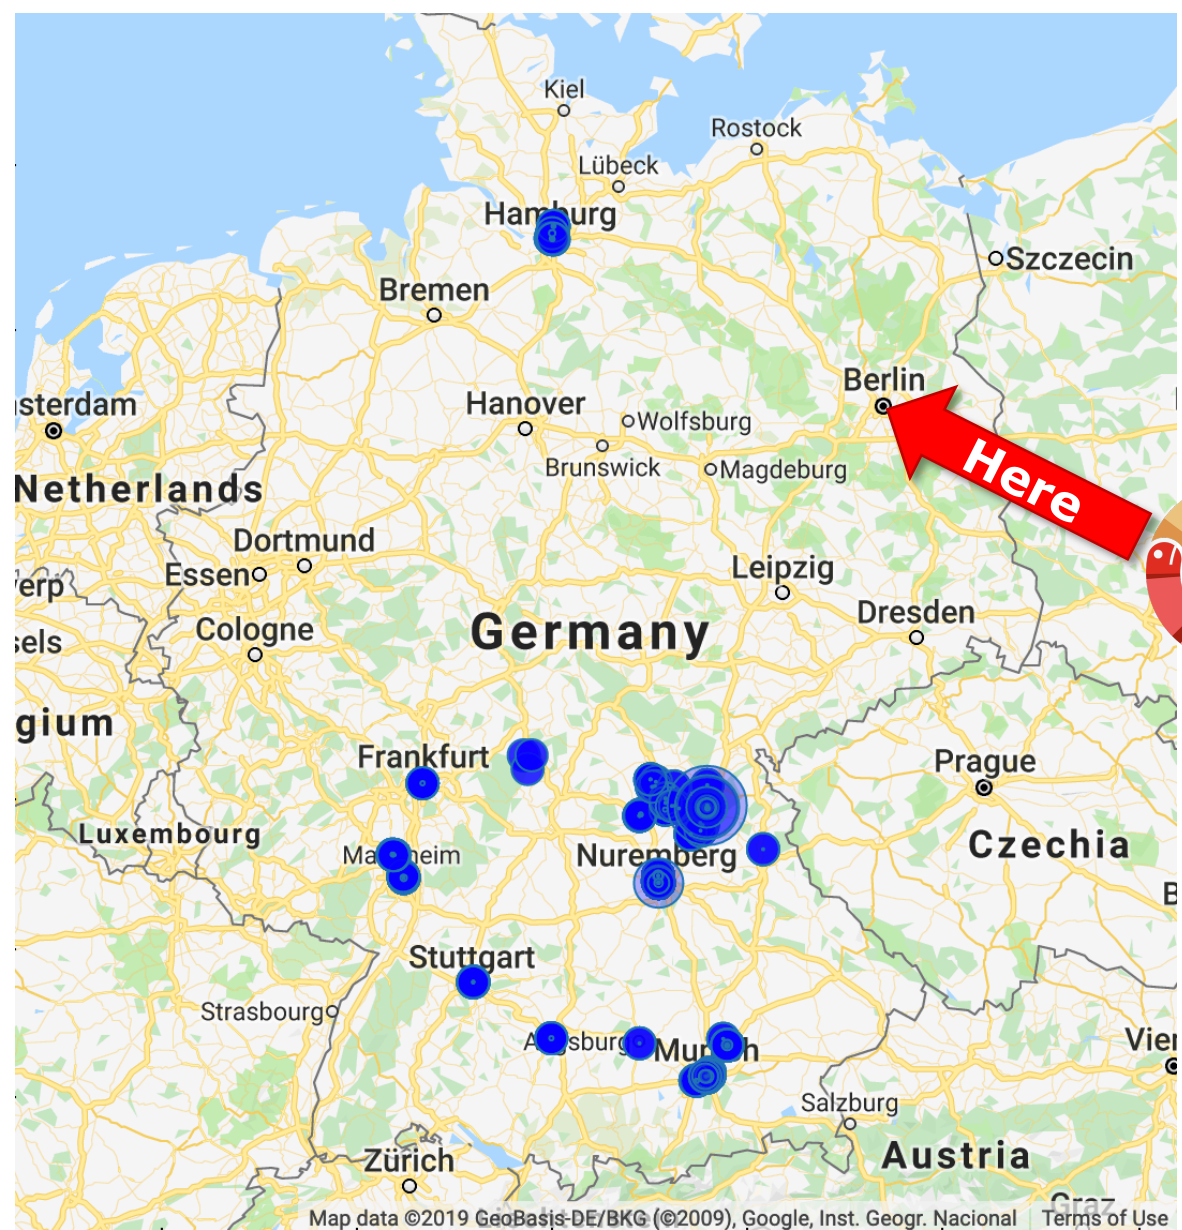 Kiel
Rostock
Lübeck
Hamburg
Szczecin
Bremen
Berlin
sterdam
Hanover
Wolfsburg
Here
Brunswick
Magdeburg
Netherlands
Dortmund
Essen
Leipzig
erp
Dresden
Cologne
Germany
sels
gium
Frankfurt
Prague
Luxembourg
Czechia
Nuremberg
Stuttgart
Strasbourg
Vier
Salzburg
Austria
Zürich
Graz
Map data ©2019 GeoBasis-DE/BKG (©2009), Google, Inst. Geogr. Nacional
Terms of Use